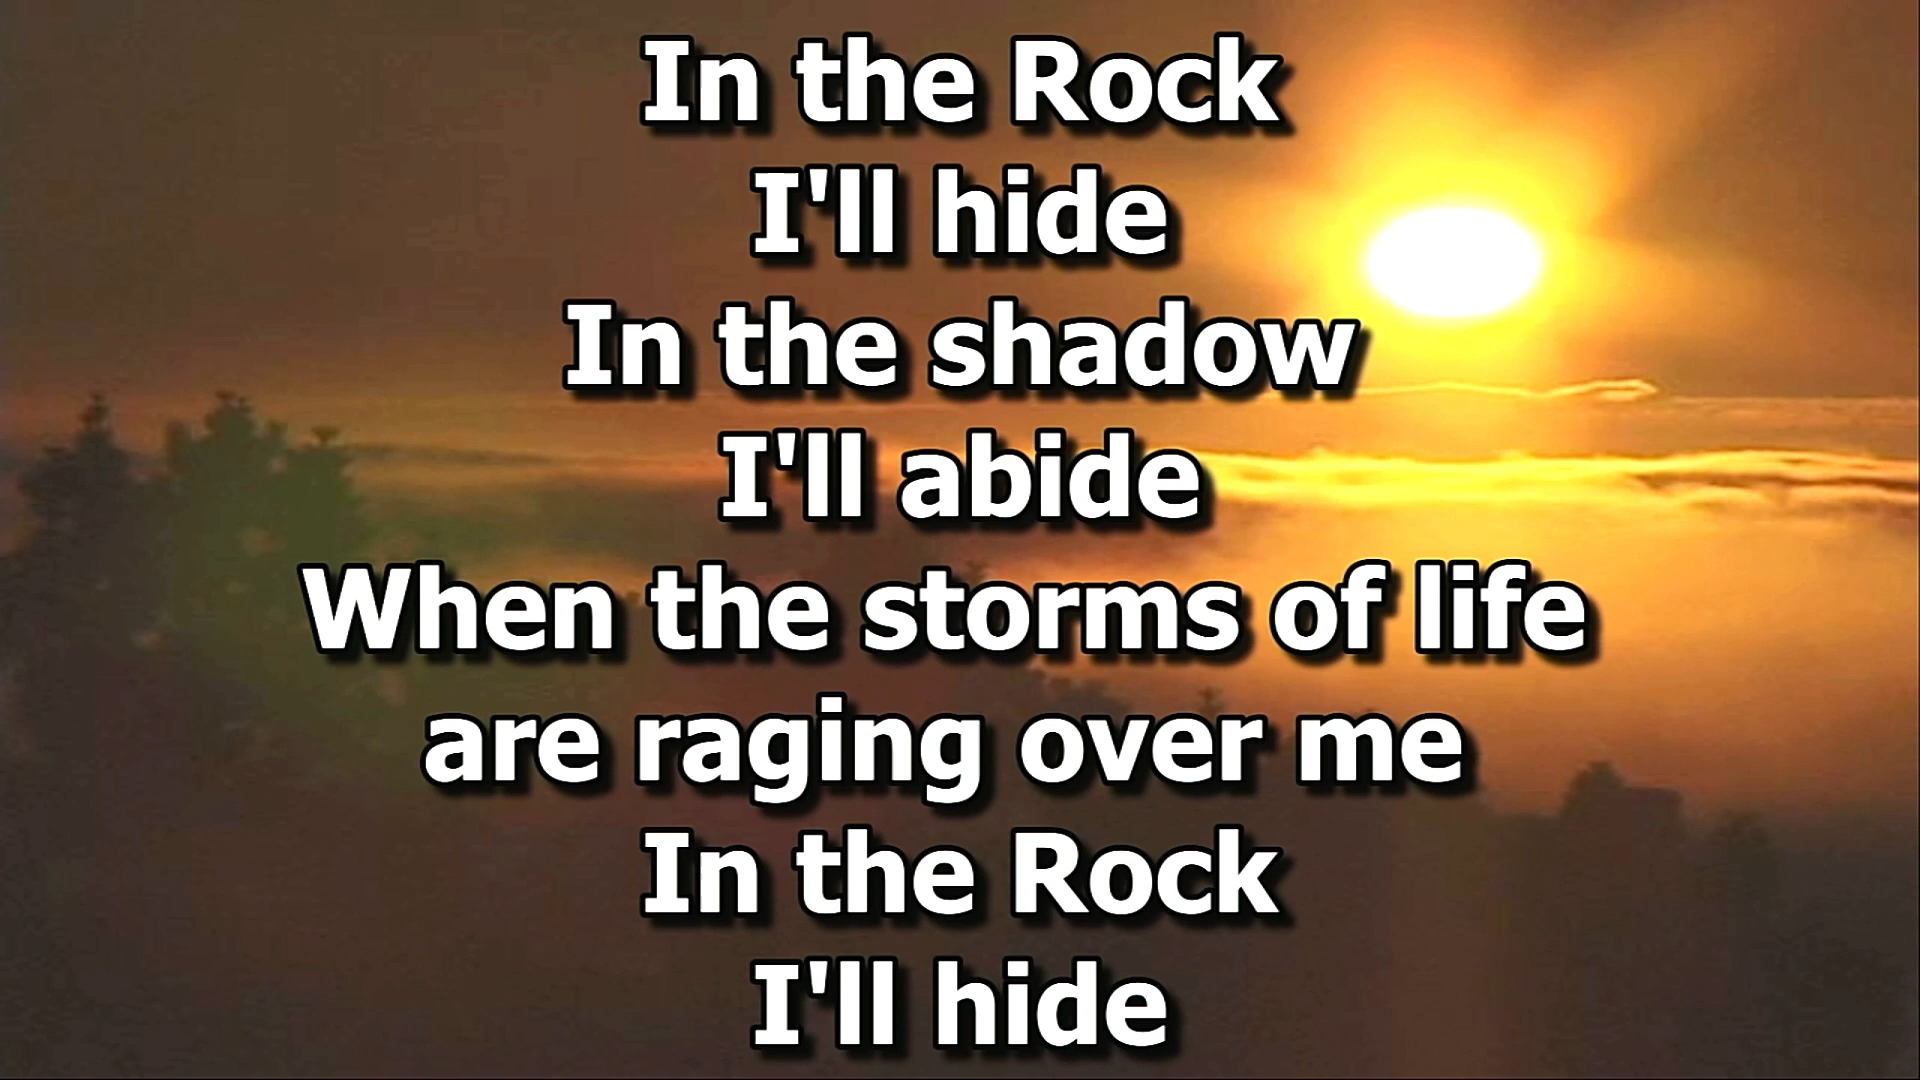 In the Rock
I'll hide
In the shadow
I'll abide
When the storms of life
are raging over me
In the Rock
I'll hide